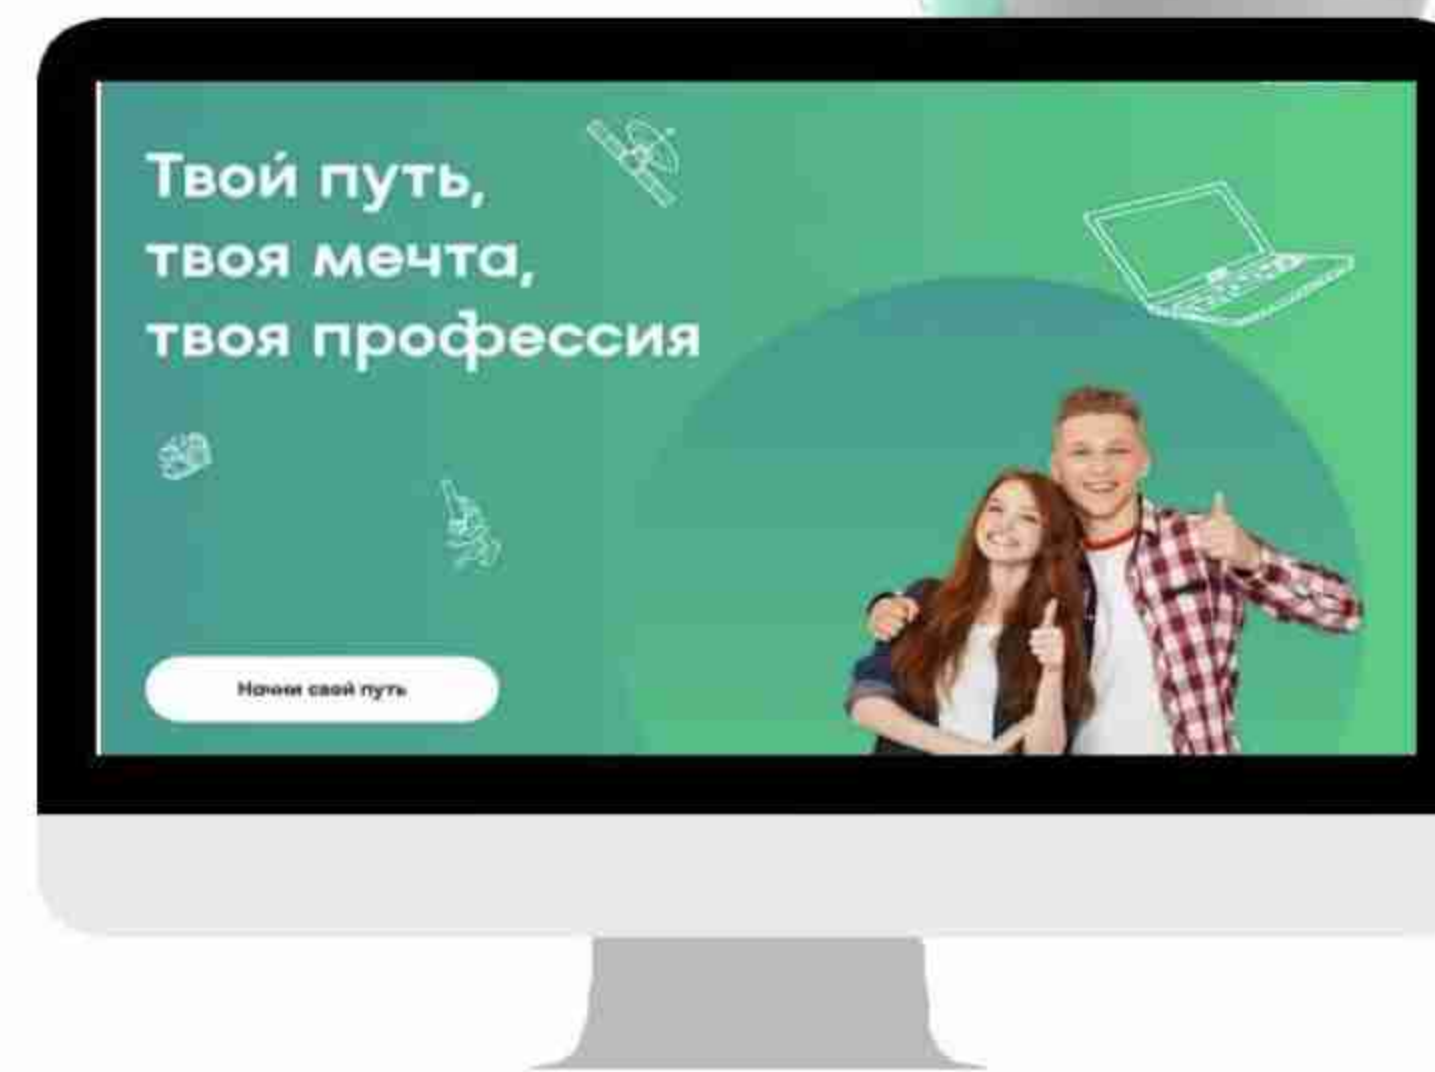 Твой путь,
твоя мечта,
твоя профессия
Начни свой путь